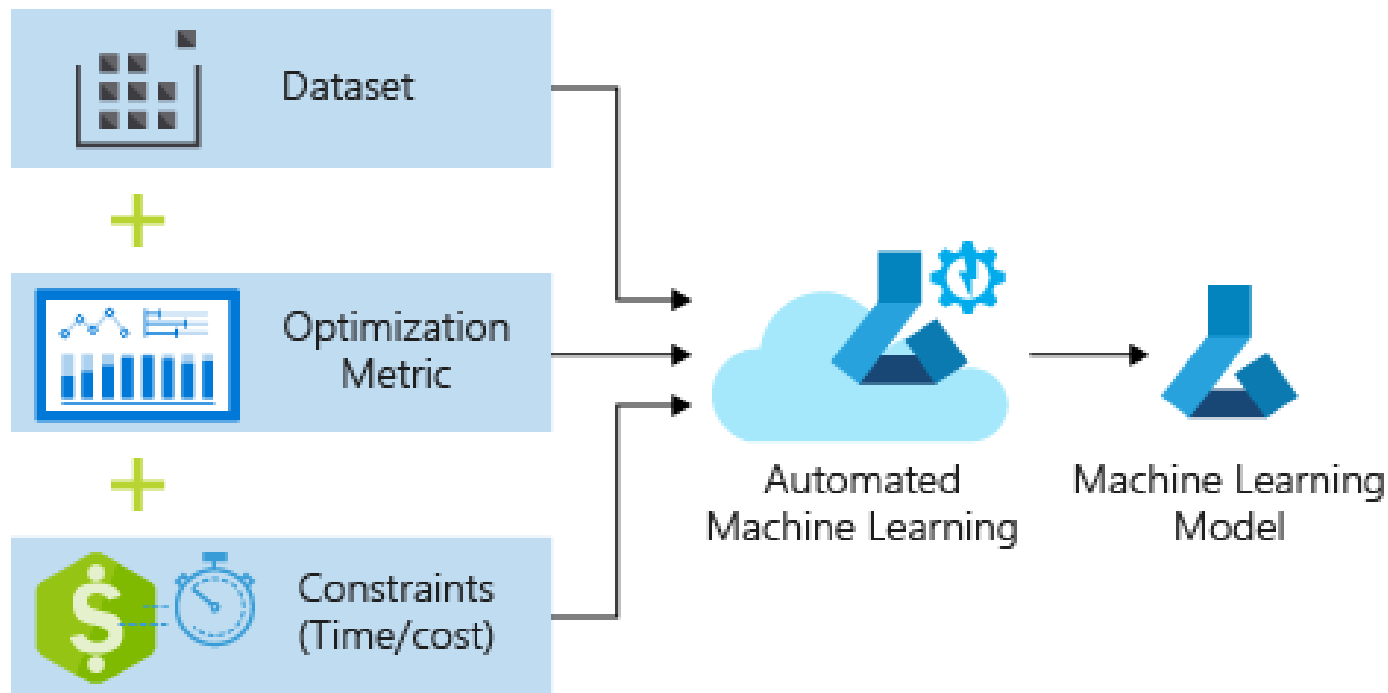 Dataset
Optimization
Metric
Constraints
(Time/cost)
Automated
Machine Learning
Machine Learning
Model